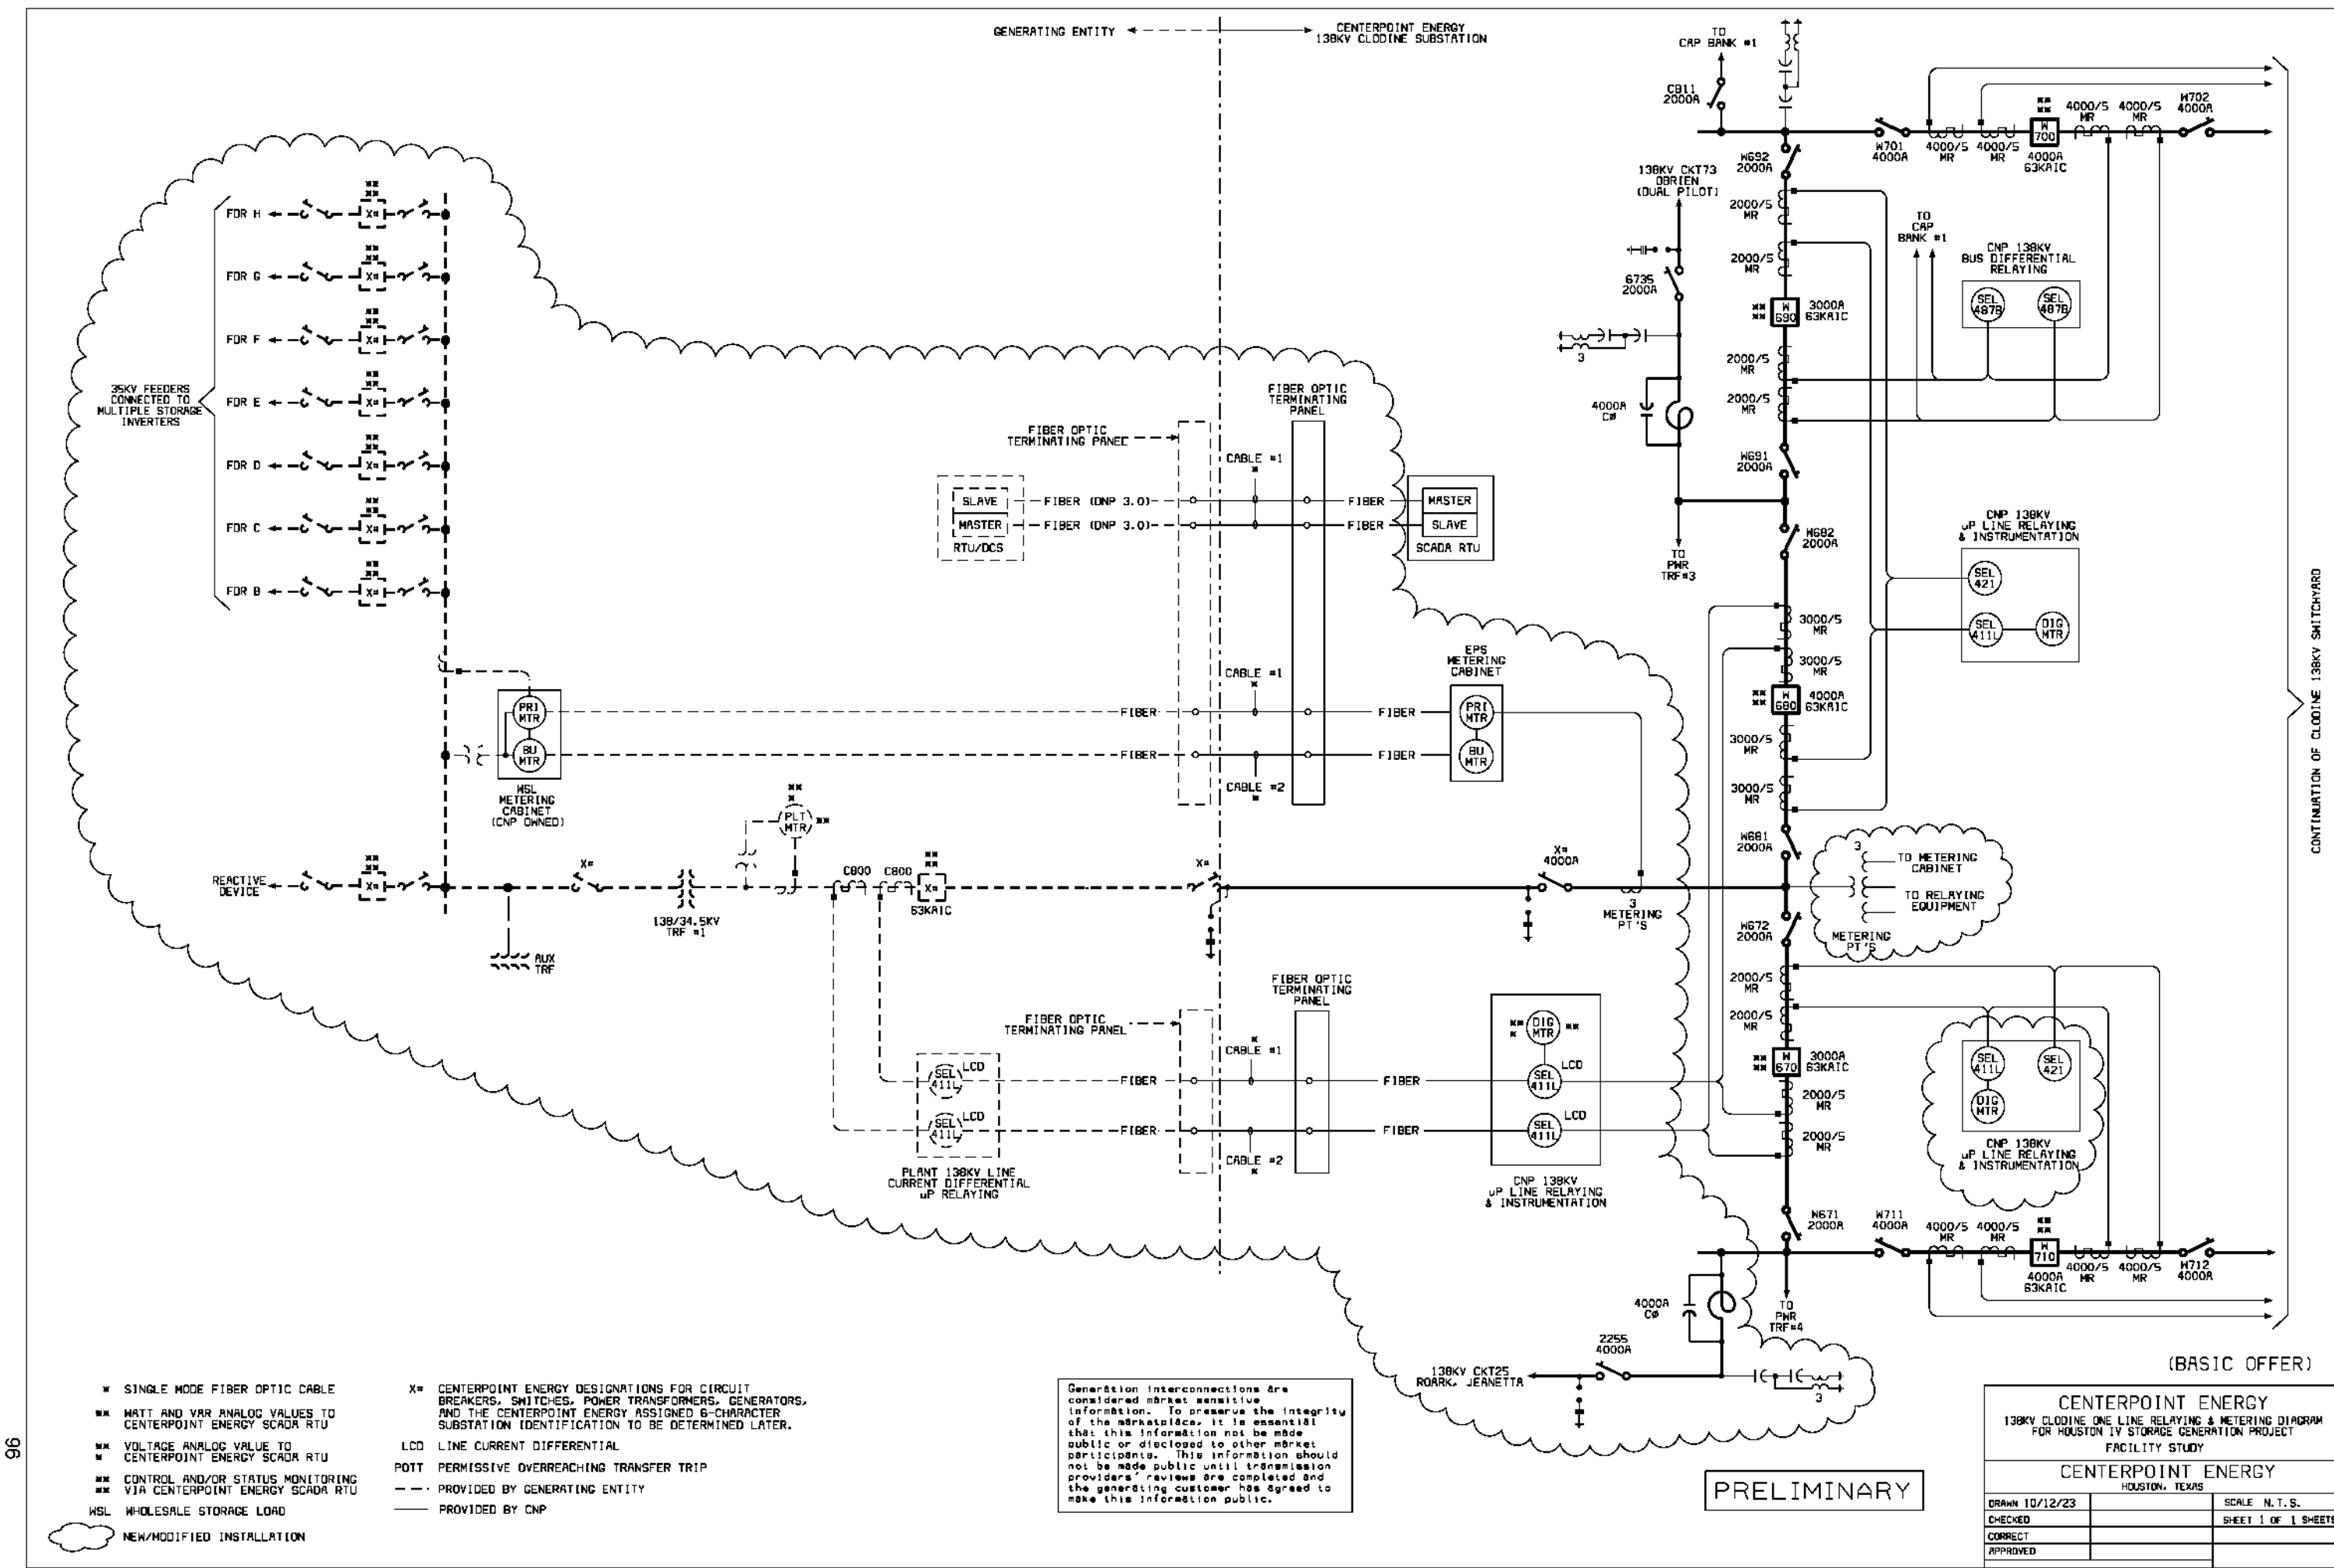 GENERATING ENTITY
CENTERPOINT ENERGY
138KV CLODINE SUBSTATION
TO
CAP BANK #1
C811
2000A
W701
4000A
4000/5
MR
4000/5
MR
W
700
4000A
63KAIC
4000/5
MR
4000/5
MR
W702
4000A
W692
2000A
138KV CKT73
OBRIEN
(DUAL PILOT)
2000/5
MR
2000/5
MR
6735
2000A
3
W
690
3000A
63KAIC
2000/5
MR
2000/5
MR
4000A
CØ
W691
2000A
TO
CAP
BANK #1
CNP 138KV
BUS DIFFERENTIAL
RELAYING
SEL
487B
SEL
487B
TO
PWR
TRF#3
W682
2000A
CNP 138KV
uP LINE RELAYING
& INSTRUMENTATION
SEL
421
SEL
411L
DIG
MTR
CONTINUATION OF CLODINE 138KV SWITCHYARD
3000/5
MR
3000/5
MR
W
680
4000A
63KAIC
3000/5
MR
3000/5
MR
W681
2000A
3
TO METERING
CABINET
TO RELAYING
EQUIPMENT
METERING
PT'S
W672
2000A
2000/5
MR
2000/5
MR
W
670
3000A
63KAIC
2000/5
MR
2000/5
MR
SEL
411L
SEL
421
DIG
MTR
CNP 138KV
uP LINE RELAYING
& INSTRUMENTATION
W671
2000A
W711
4000A
4000/5
MR
4000/5
MR
W
710
4000A
63KAIC
4000/5
MR
4000/5
MR
W712
4000A
4000A
CØ
TO
PWR
TRF#4
2255
4000A
138KV CKT25
ROARK, JEANETTA
3
FDR H
X#
FDR G
X#
FDR F
X#
FDR E
X#
FDR D
X#
FDR C
X#
FDR B
X#
35KV FEEDERS
CONNECTED TO
MULTIPLE STORAGE
INVERTERS
FIBER OPTIC
TERMINATING PANEL
FIBER OPTIC
TERMINATING
PANEL
CABLE #1
SLAVE
FIBER (DNP 3.0)
FIBER
MASTER
MASTER
FIBER (DNP 3.0)
FIBER
SLAVE
RTU/DCS
SCADA RTU
PRI
MTR
BU
MTR
WSL
METERING
CABINET
(CNP OWNED)
CABLE #1
FIBER
FIBER
FIBER
FIBER
CABLE #2
EPS
METERING
CABINET
PRI
MTR
BU
MTR
PLT
MTR
REACTIVE
DEVICE
X#
X#
AUX
TRF
138/34.5KV
TRF #1
C800
C800
X#
63KAIC
X#
X#
4000A
3
METERING
PT'S
FIBER OPTIC
TERMINATING PANEL
FIBER OPTIC
TERMINATING
PANEL
CABLE #1
SEL
411L
LCD
FIBER
FIBER
SEL
411L
LCD
FIBER
FIBER
CABLE #2
PLANT 138KV LINE
CURRENT DIFFERENTIAL
uP RELAYING
DIG
MTR
SEL
411L
LCD
SEL
411L
LCD
CNP 138KV
uP LINE RELAYING
& INSTRUMENTATION
SINGLE MODE FIBER OPTIC CABLE
WATT AND VAR ANALOG VALUES TO
CENTERPOINT ENERGY SCADA RTU
VOLTAGE ANALOG VALUE TO
CENTERPOINT ENERGY SCADA RTU
CONTROL AND/OR STATUS MONITORING
VIA CENTERPOINT ENERGY SCADA RTU
WSL WHOLESALE STORAGE LOAD
NEW/MODIFIED INSTALLATION
X# CENTERPOINT ENERGY DESIGNATIONS FOR CIRCUIT
BREAKERS, SWITCHES, POWER TRANSFORMERS, GENERATORS,
AND THE CENTERPOINT ENERGY ASSIGNED 6-CHARACTER
SUBSTATION IDENTIFICATION TO BE DETERMINED LATER.
LCD LINE CURRENT DIFFERENTIAL
POTT PERMISSIVE OVERREACHING TRANSFER TRIP
PROVIDED BY GENERATING ENTITY
PROVIDED BY CNP
Generation interconnections are
considered market sensitive
information. To preserve the integrity
of the marketplace, it is essential
that this information not be made
public or disclosed to other market
participants. This information should
not be made public until transmission
providers' reviews are completed and
the generating customer has agreed to
make this information public.
PRELIMINARY
(BASIC OFFER)
CENTERPOINT ENERGY
138KV CLODINE ONE LINE RELAYING & METERING DIAGRAM
FOR HOUSTON IV STORAGE GENERATION PROJECT
FACILITY STUDY
CENTERPOINT ENERGY
HOUSTON, TEXAS
DRAWN 10/12/23
SCALE N.T.S.
CHECKED
SHEET 1 OF 1 SHEETS
CORRECT
APPROVED
96